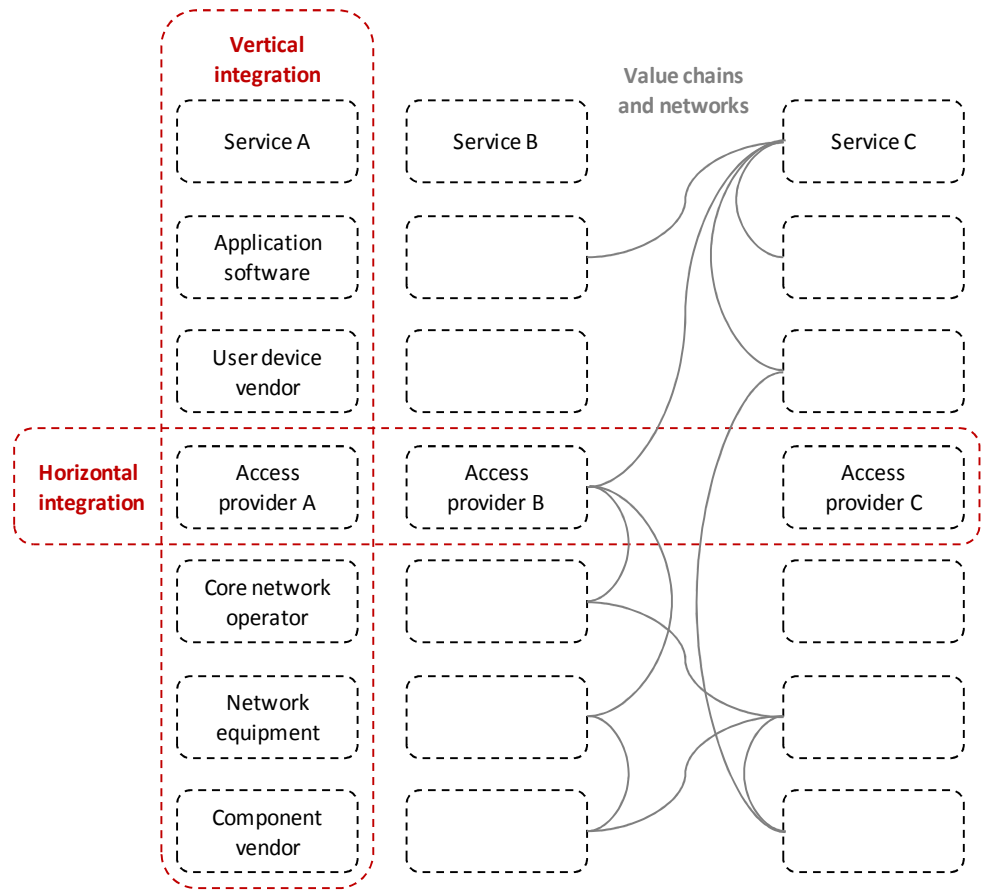 Vertical
integration
Value chains
and networks
Service A
Service B
Service C
Application
software
User device
vendor
Horizontal
integration
Access
provider A
Access
provider B
Access
provider C
Core network
operator
Network
equipment
Component
vendor